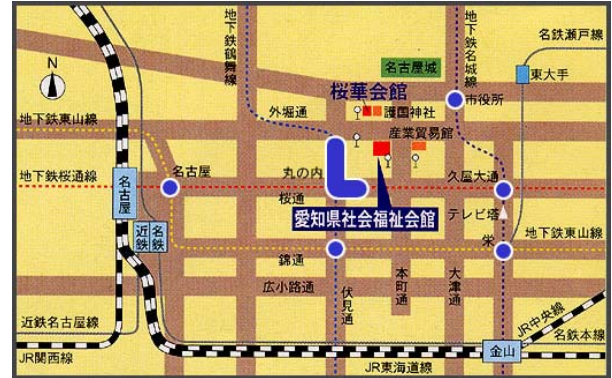 地下鉄鶴舞線
地下鉄名城線
名鉄瀬戸線
N
名古屋城
東大手
桜華会館
市役所
外堀通
護国神社
地下鉄東山線
産業貿易館
名古屋
丸の内
久屋大通
地下鉄桜通線
名古屋
桜通
愛知県社会福祉会館
テレビ塔
近鉄
名鉄
栄
地下鉄東山線
錦通
広小路通
伏見通
本町通
大津通
近鉄名古屋線
JR中央線
金山
名鉄本線
JR関西線
JR東海道線